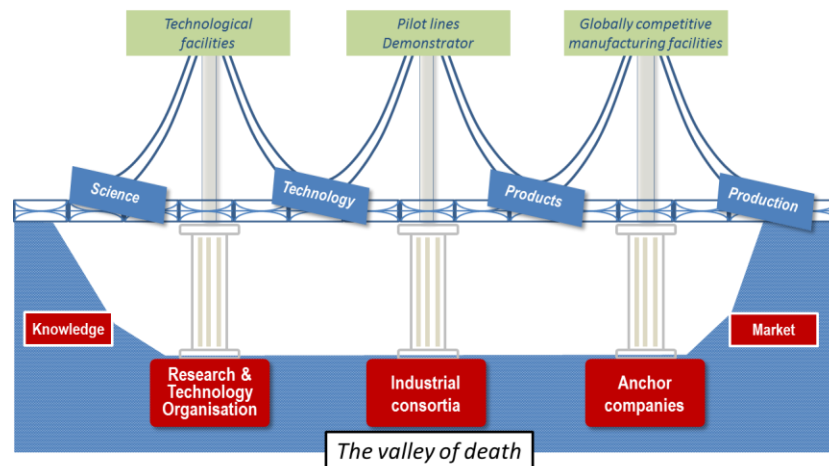 Technological
facilities
Pilot lines
Demonstrator
Globally competitive
manufacturing facilities
Science
Technology
Products
Production
Knowledge
Market
Research &
Technology
Organisation
Industrial
consortia
Anchor
companies
The valley of death